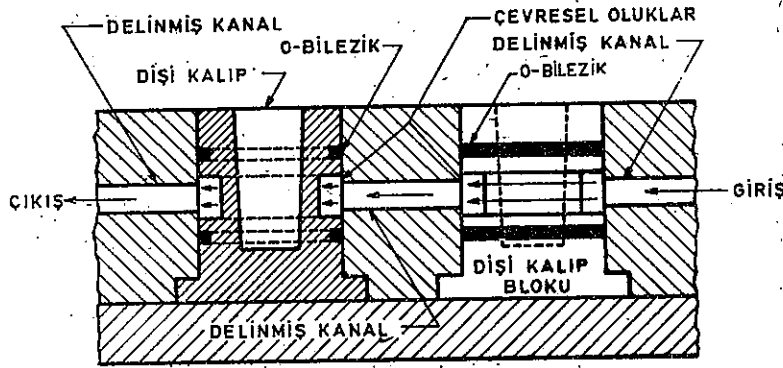 DELİNMİŞ KANAL
O-BİLEZİK
DİŞİ KALIP
ÇEVRESEL OLUKLAR
DELİNMİŞ KANAL
O-BİLEZİK
ÇIKIŞ
GİRİŞ
DİŞİ KALIP
BLOKU
DELİNMİŞ KANAL